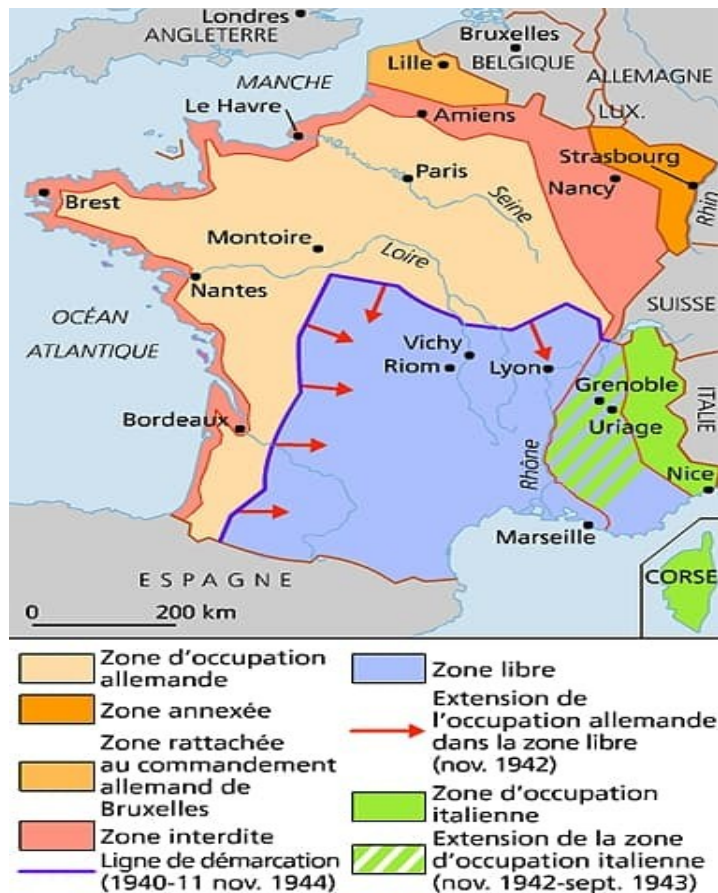 Londres
ANGLETERRE
Bruxelles
BELGIQUE
Lille
ALLEMAGNE
MANCHE
LUX.
Le Havre
Amiens
Strasbourg
Paris
Nancy
Seine
Rhin
Brest
Montoire
Loire
Nantes
SUISSE
OCÉAN
ATLANTIQUE
Vichy
Riom
Lyon
Grenoble
Uriage
ITALIE
Bordeaux
Rhône
Nice
Marseille
ESPAGNE
CORSE
0 200 km
Zone d'occupation
allemande
Zone annexée
Zone rattachée
au commandement
allemand de
Bruxelles
Zone interdite
Ligne de démarcation
(1940-11 nov. 1944)
Zone libre
Extension de
l'occupation allemande
dans la zone libre
(nov. 1942)
Zone d'occupation
italienne
Extension de la zone
d'occupation italienne
(nov. 1942-sept. 1943)